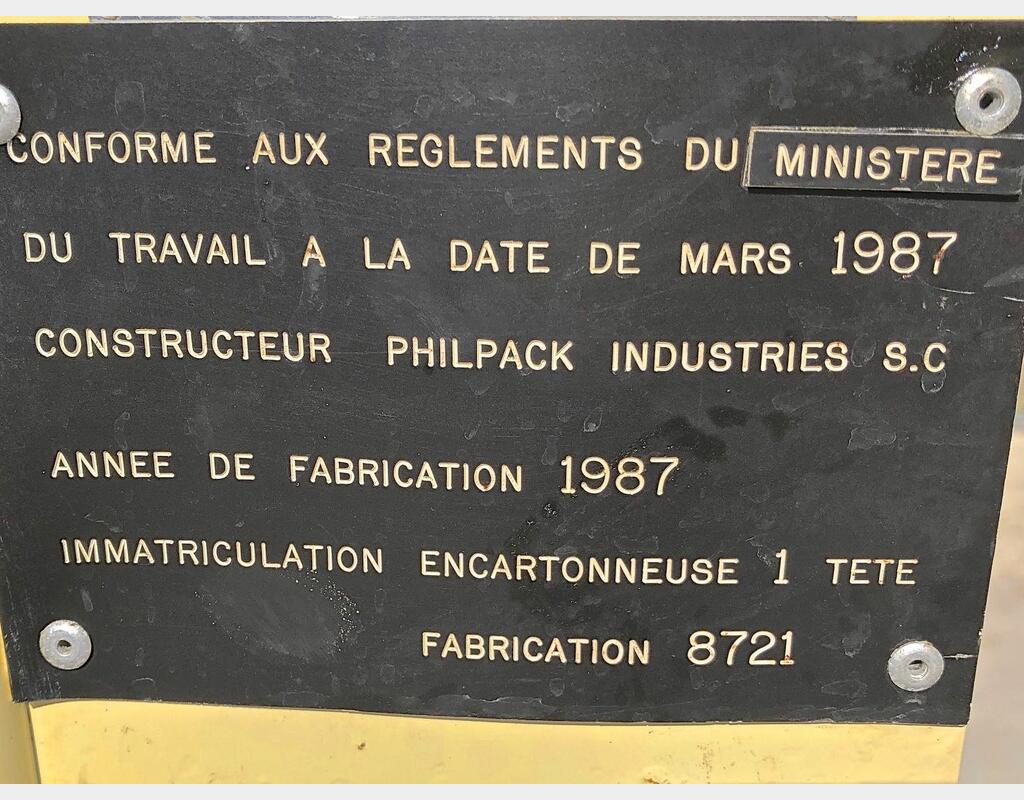 CONFORME AUX REGLEMENTS DU MINISTERE
DU TRAVAIL A LA DATE DE MARS 1987
CONSTRUCTEUR PHILPACK INDUSTRIES S.C
ANNEE DE FABRICATION 1987
IMMATRICULATION ENCARTONNEUSE 1 TETE
FABRICATION 8721